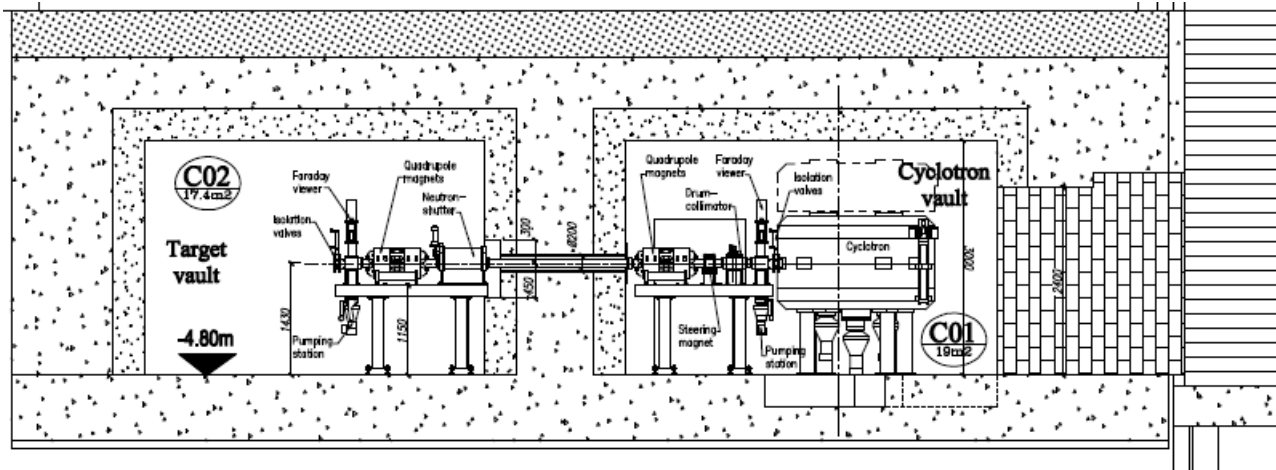 C02
17.4m2
Target
vault
-4.80m
Faraday
viewer
Isolation
valves
Quadrupole
magnets
Neutron-
shutter
Pumping
station
1430
1150
300
450
Ø200
Quadrupole
magnets
Drum-
collimator
Faraday
viewer
Isolation
valves
Cyclotron
vault
Cyclotron
Steering
magnet
Pumping
station
C01
19m2
3000
2400